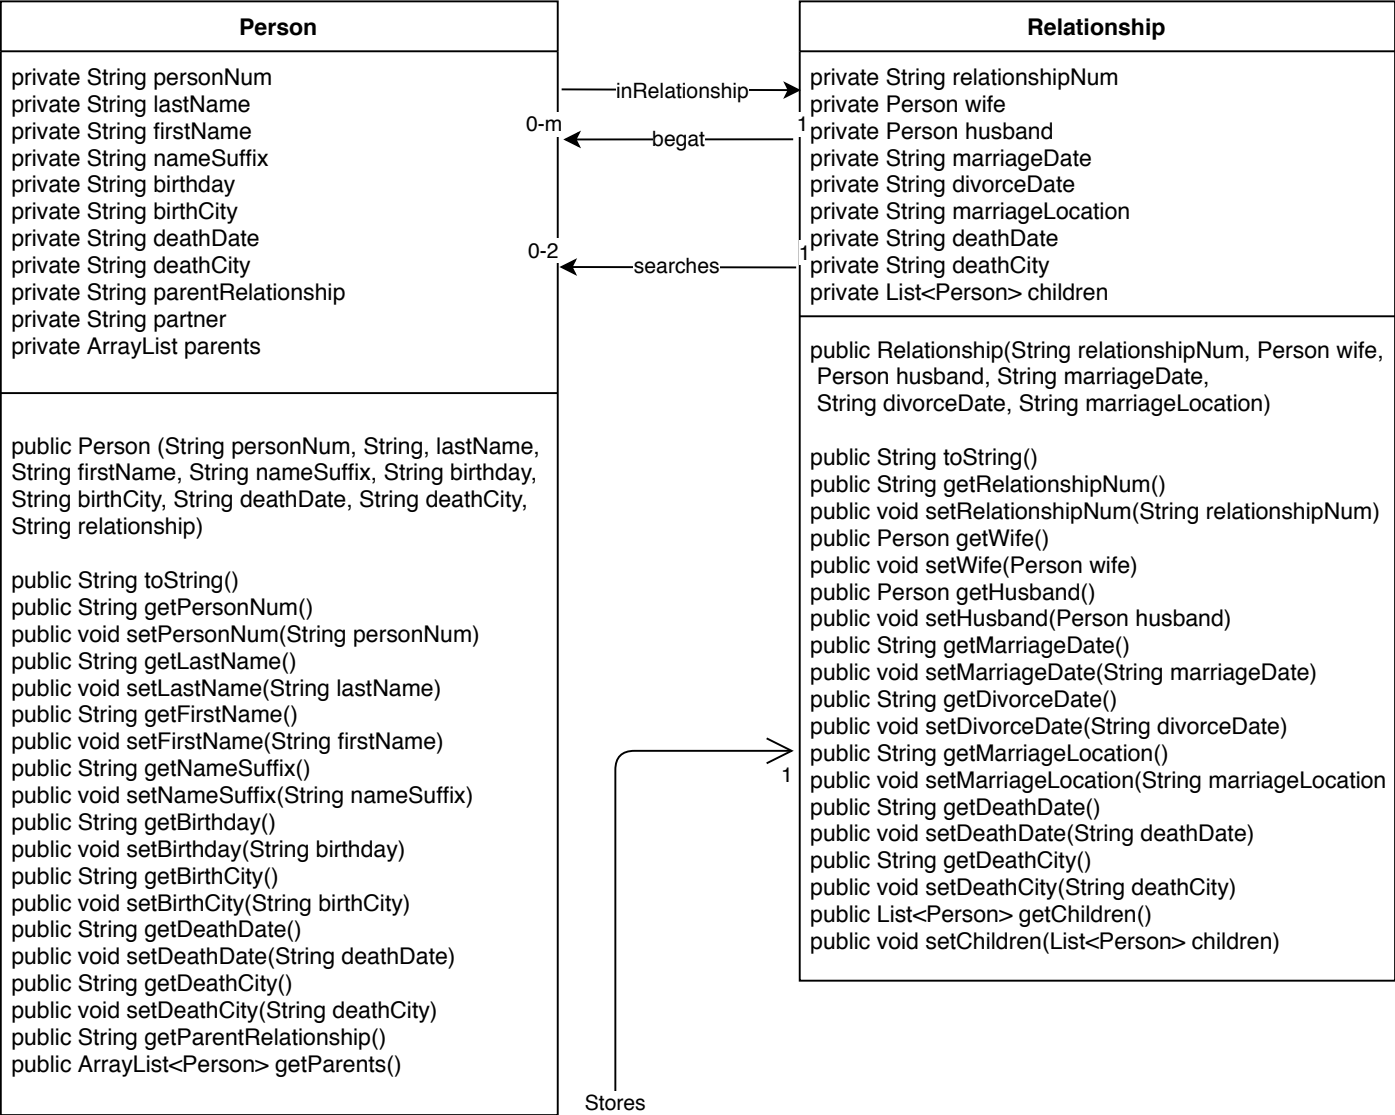 Person
private String personNum
private String lastName
private String firstName
private String nameSuffix
private String birthday
private String birthCity
private String deathDate
private String deathCity
private String parentRelationship
private String partner
private ArrayList parents
public Person (String personNum, String, lastName,
String firstName, String nameSuffix, String birthday,
String birthCity, String deathDate, String deathCity,
String relationship)
public String toString()
public String getPersonNum()
public void setPersonNum(String personNum)
public String getLastName()
public void setLastName(String lastName)
public String getFirstName()
public void setFirstName(String firstName)
public String getNameSuffix()
public void setNameSuffix(String nameSuffix)
public String getBirthday()
public void setBirthday(String birthday)
public String getBirthCity()
public void setBirthCity(String birthCity)
public String getDeathDate()
public void setDeathDate(String deathDate)
public String getDeathCity()
public void setDeathCity(String deathCity)
public String getParentRelationship()
public ArrayList<Person> getParents()
inRelationship
0-m
begat
1
0-2
searches
1
Relationship
private String relationshipNum
private Person wife
private Person husband
private String marriageDate
private String divorceDate
private String marriageLocation
private String deathDate
private String deathCity
private List<Person> children
public Relationship(String relationshipNum, Person wife,
Person husband, String marriageDate,
String divorceDate, String marriageLocation)
public String toString()
public String getRelationshipNum()
public void setRelationshipNum(String relationshipNum)
public Person getWife()
public void setWife(Person wife)
public Person getHusband()
public void setHusband(Person husband)
public String getMarriageDate()
public void setMarriageDate(String marriageDate)
public String getDivorceDate()
public void setDivorceDate(String divorceDate)
public String getMarriageLocation()
public void setMarriageLocation(String marriageLocation
public String getDeathDate()
public void setDeathDate(String deathDate)
public String getDeathCity()
public void setDeathCity(String deathCity)
public List<Person> getChildren()
public void setChildren(List<Person> children)
1
Stores